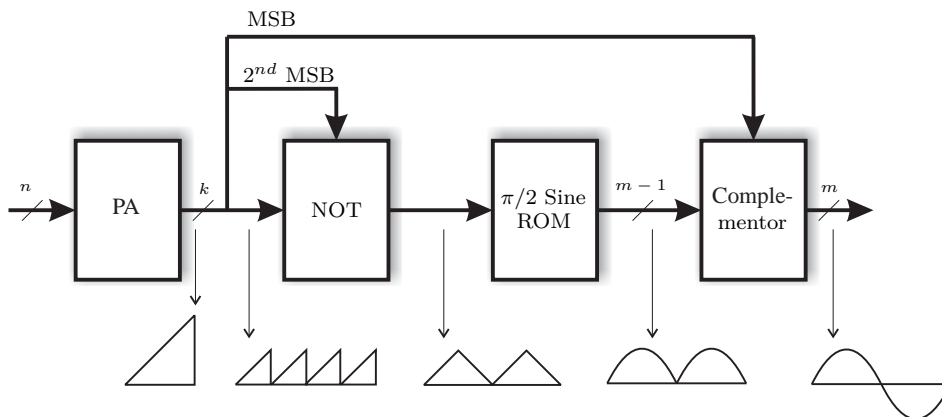 MSB
2nd MSB
n
PA
k
NOT
π/2 Sine
ROM
m − 1
Comple-
mentor
m